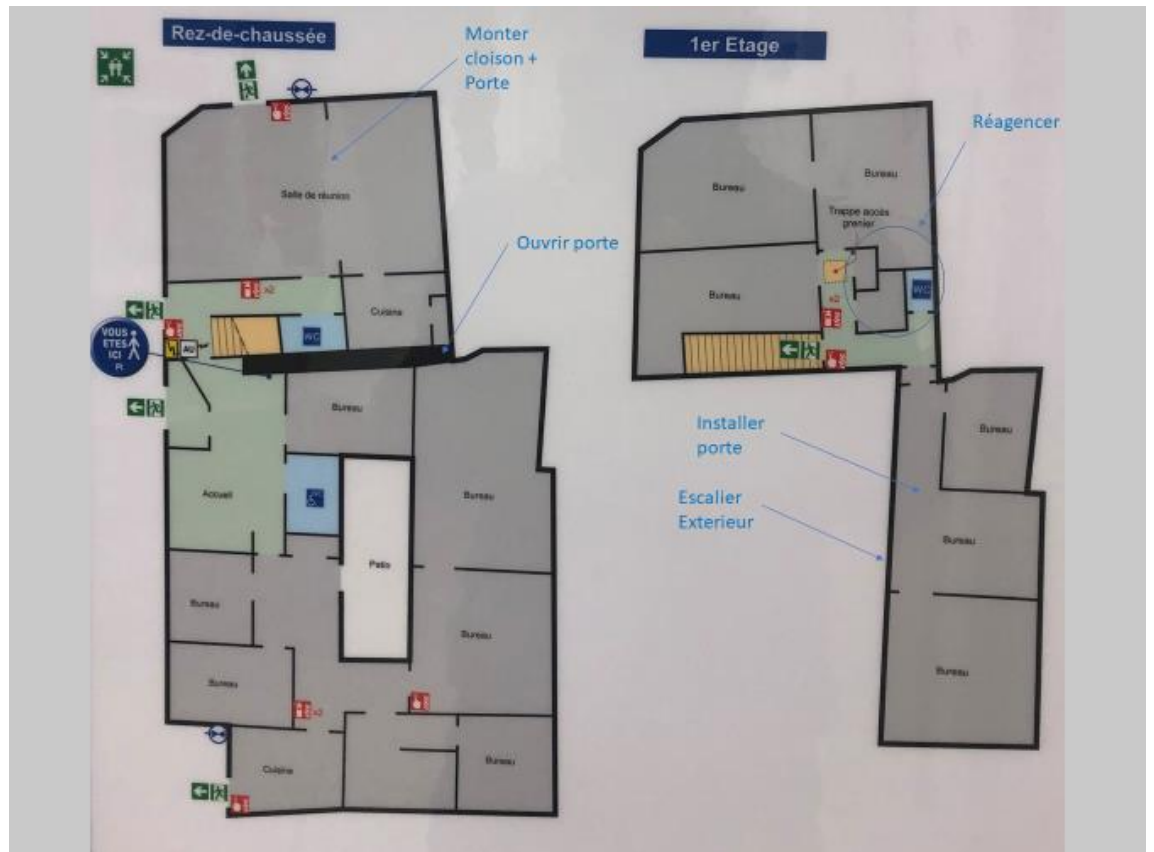 Rez-de-chaussée
Monter
cloison +
Porte
Salle de réunion
x2
Ouvrir porte
Cuisine
WC
VOUS
ETES
ICI
AU
Bureau
Accueil
Bureau
Patio
Bureau
Bureau
Bureau
x2
Cuisine
Bureau
1er Etage
Réagencer
Bureau
Bureau
Trappe accès
grenier
Bureau
WC
x2
Installer
porte
Bureau
Escalier
Exterieur
Bureau
Bureau